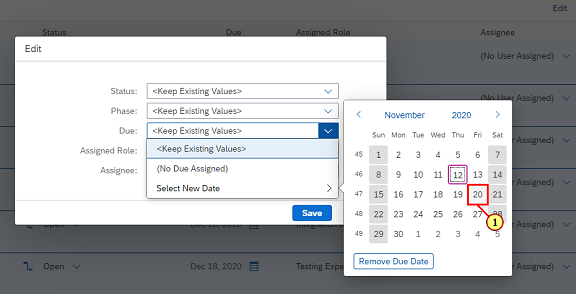 Edit
Status Due Assigned Role Assignee
Edit
(No User Assigned)
Status: <Keep Existing Values>
Phase: <Keep Existing Values>
Due: <Keep Existing Values>
<Keep Existing Values>
Assigned Role:
(No Due Assigned)
Assignee:
Select New Date
Save
November 2020
Sun Mon Tue Wed Thu Fri Sat
45 1 2 3 4 5 6 7
46 8 9 10 11 12 13 14
47 15 16 17 18 19 20 21
48 22 23 24 25 26 27 28
49 29 30 1 2 3 4 5
1
Remove Due Date
(No User Assigned)
User Assigned)
Open
Open Dec 18, 2020 Testing Expe
User Assigned)